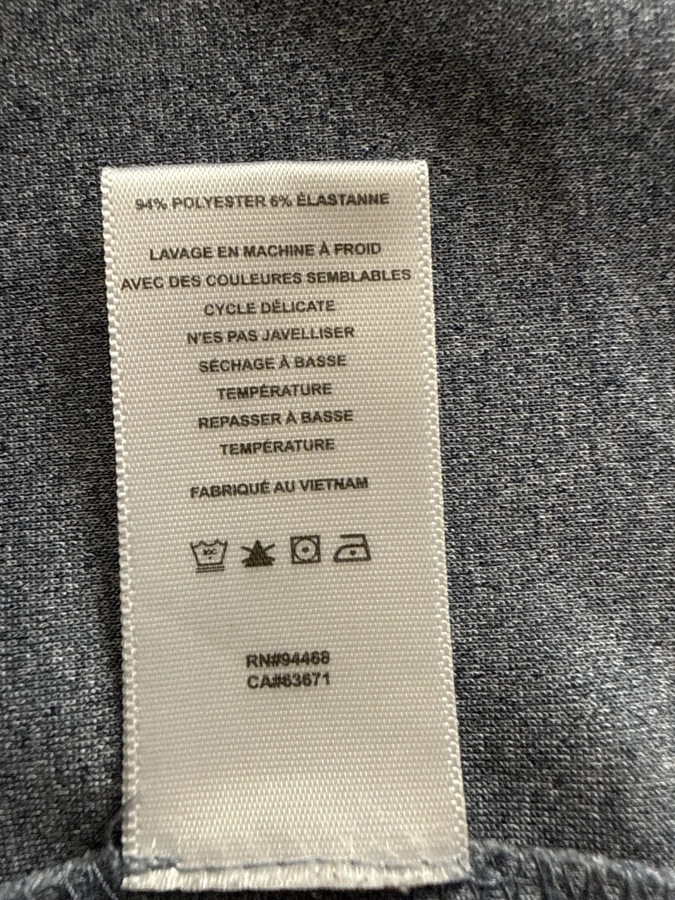 94% POLYESTER 6% ÉLASTANNE
LAVAGE EN MACHINE À FROID
AVEC DES COULEURES SEMBLABLES
CYCLE DÉLICATE
N'ES PAS JAVELLISER
SÉCHAGE À BASSE
TEMPÉRATURE
REPASSER À BASSE
TEMPÉRATURE
FABRIQUÉ AU VIETNAM
30C
RN#94468
CA#63671